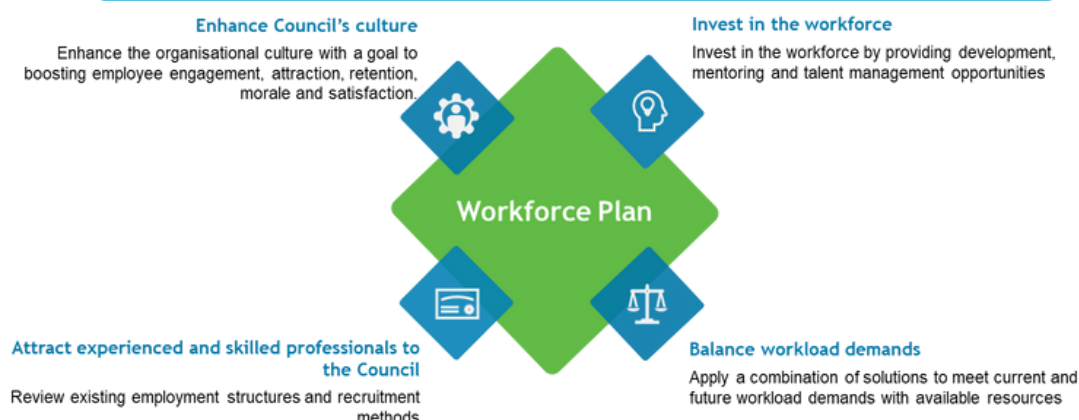 Enhance Council's culture
Enhance the organisational culture with a goal to
boosting employee engagement, attraction, retention,
morale and satisfaction.
Invest in the workforce
Invest in the workforce by providing development,
mentoring and talent management opportunities
Workforce Plan
Attract experienced and skilled professionals to
the Council
Review existing employment structures and recruitment
methods
Balance workload demands
Apply a combination of solutions to meet current and
future workload demands with available resources